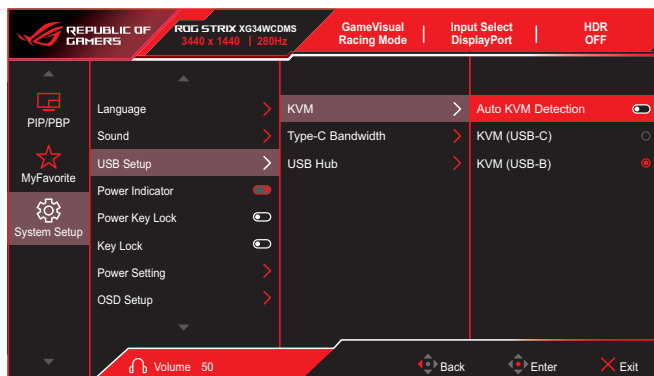 REPUBLIC OF
GAMERS
ROG STRIX XG34WCDMS
3440 x 1440 | 280Hz
GameVisual
Racing Mode
Input Select
DisplayPort
HDR
OFF
PIP/PBP
MyFavorite
System Setup
Language
Sound
USB Setup
Power Indicator
Power Key Lock
Key Lock
Power Setting
OSD Setup
KVM
Type-C Bandwidth
USB Hub
Auto KVM Detection
KVM (USB-C)
KVM (USB-B)
Volume 50
Back
Enter
Exit